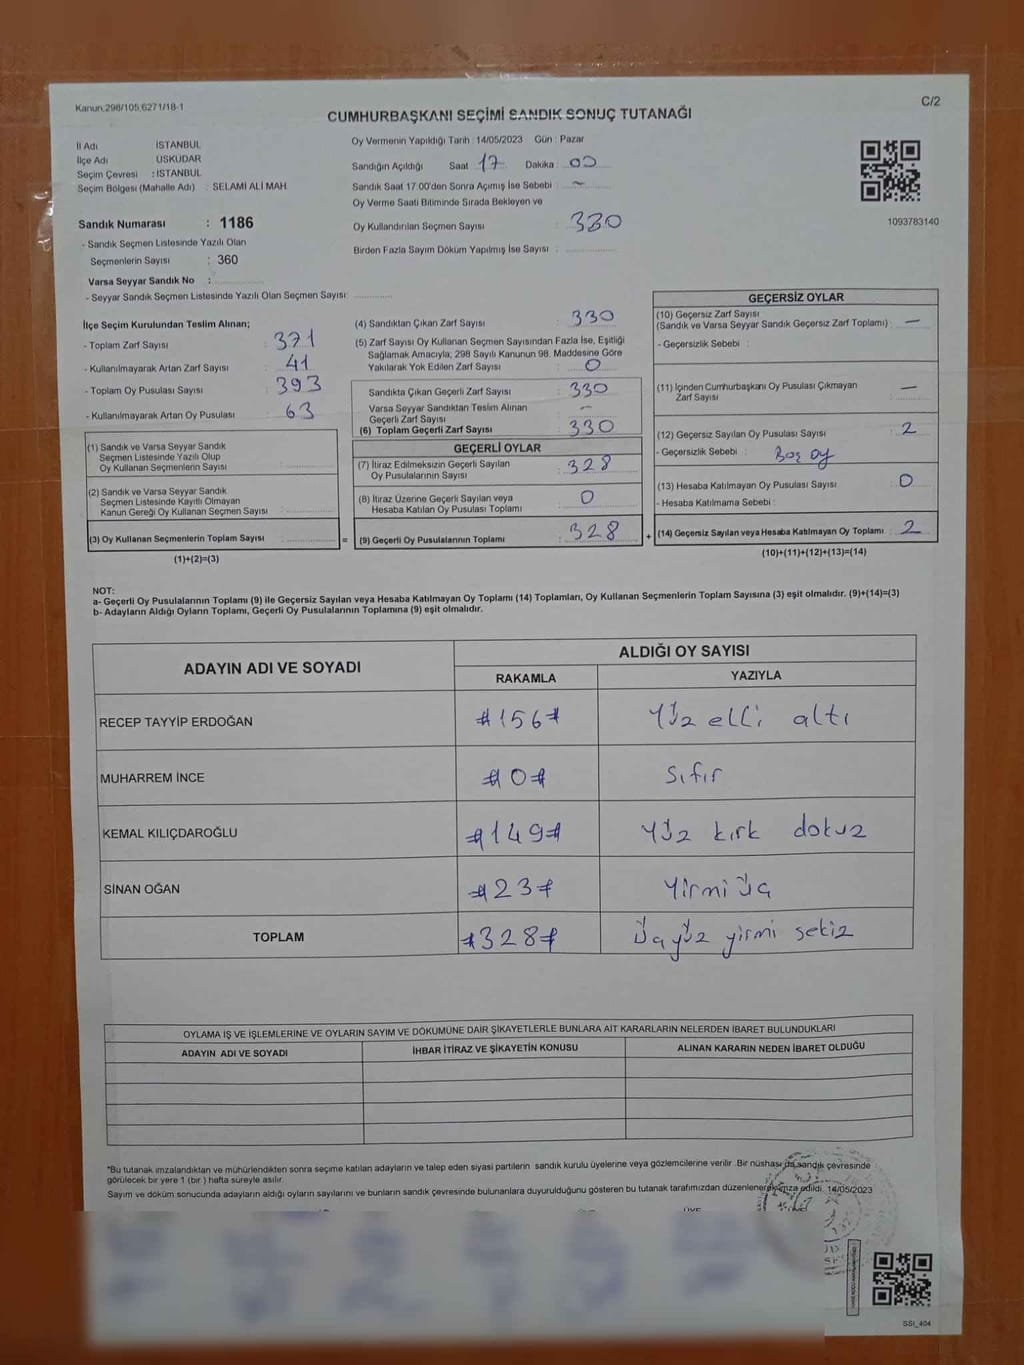 Kanun.298/105,6271/18-1
C/2
CUMHURBAŞKANI SEÇİMİ SANDIK SONUÇ TUTANAĞI
İl Adı İSTANBUL
İlçe Adı ÜSKÜDAR
Seçim Çevresi : İSTANBUL
Seçim Bölgesi (Mahalle Adı) : SELAMİ ALİ MAH
Sandık Numarası : 1186
- Sandık Seçmen Listesinde Yazılı Olan
Seçmenlerin Sayısı : 360
Varsa Seyyar Sandık No :
- Seyyar Sandık Seçmen Listesinde Yazılı Olan Seçmen Sayısı:
Oy Vermenin Yapıldığı Tarih : 14/05/2023 Gün : Pazar
Sandığın Açıldığı Saat 17 Dakika : 00
Sandık Saat 17.00'den Sonra Açımış İse Sebebi : ~
Oy Verme Saati Bitiminde Sırada Bekleyen ve
Oy Kullandırılan Seçmen Sayısı : 330
Birden Fazla Sayım Döküm Yapılmış İse Sayısı :
1093783140
İlçe Seçim Kurulundan Teslim Alınan;
- Toplam Zarf Sayısı : 371
- Kullanılmayarak Artan Zarf Sayısı : 41
- Toplam Oy Pusulası Sayısı : 393
- Kullanılmayarak Artan Oy Pusulası : 63
(1) Sandık ve Varsa Seyyar Sandık
Seçmen Listesinde Yazılı Olup
Oy Kullanan Seçmenlerin Sayısı :
(2) Sandık ve Varsa Seyyar Sandık
Seçmen Listesinde Kayıtlı Olmayan
Kanun Gereği Oy Kullanan Seçmen Sayısı :
(3) Oy Kullanan Seçmenlerin Toplam Sayısı :
(1)+(2)=(3)
=
(4) Sandıktan Çıkan Zarf Sayısı : 330
(5) Zarf Sayısı Oy Kullanan Seçmen Sayısından Fazla İse, Eşitliği
Sağlamak Amacıyla, 298 Sayılı Kanunun 98. Maddesine Göre
Yakılarak Yok Edilen Zarf Sayısı : 0
Sandıkta Çıkan Geçerli Zarf Sayısı : 330
Varsa Seyyar Sandıktan Teslim Alınan
Geçerli Zarf Sayısı : ~
(6) Toplam Geçerli Zarf Sayısı : 330
GEÇERLİ OYLAR
(7) İtiraz Edilmeksizin Geçerli Sayılan
Oy Pusulalarının Sayısı : 328
(8) İtiraz Üzerine Geçerli Sayılan veya
Hesaba Katılan Oy Pusulası Toplamı : 0
(9) Geçerli Oy Pusulalarının Toplamı : 328
+
GEÇERSİZ OYLAR
(10) Geçersiz Zarf Sayısı
(Sandık ve Varsa Seyyar Sandık Geçersiz Zarf Toplamı) : —
- Geçersizlik Sebebi :
(11) İçinden Cumhurbaşkanı Oy Pusulası Çıkmayan
Zarf Sayısı : —
(12) Geçersiz Sayılan Oy Pusulası Sayısı : 2
- Geçersizlik Sebebi : Boş oy
(13) Hesaba Katılmayan Oy Pusulası Sayısı : 0
- Hesaba Katılmama Sebebi :
(14) Geçersiz Sayılan veya Hesaba Katılmayan Oy Toplamı : 2
(10)+(11)+(12)+(13)=(14)
NOT:
a- Geçerli Oy Pusulalarının Toplamı (9) ile Geçersiz Sayılan veya Hesaba Katılmayan Oy Toplamı (14) Toplamları, Oy Kullanan Seçmenlerin Toplam Sayısına (3) eşit olmalıdır. (9)+(14)=(3)
b- Adayların Aldığı Oyların Toplamı, Geçerli Oy Pusulalarının Toplamına (9) eşit olmalıdır.
ADAYIN ADI VE SOYADI
ALDIĞI OY SAYISI
RAKAMLA YAZIYLA
RECEP TAYYİP ERDOĞAN #156# Yüz elli altı
MUHARREM İNCE #0# Sıfır
KEMAL KILIÇDAROĞLU #149# Yüz kırk dokuz
SİNAN OĞAN #23# Yirmi üç
TOPLAM #328# Üçyüz yirmi sekiz
OYLAMA İŞ VE İŞLEMLERİNE VE OYLARIN SAYIM VE DÖKÜMÜNE DAİR ŞİKAYETLERLE BUNLARA AİT KARARLARIN NELERDEN İBARET BULUNDUKLARI
ADAYIN ADI VE SOYADI İHBAR İTİRAZ VE ŞİKAYETİN KONUSU ALINAN KARARIN NEDEN İBARET OLDUĞU
*Bu tutanak imzalandıktan ve mühürlendikten sonra seçime katılan adayların ve talep eden siyasi partilerin sandık kurulu üyelerine veya gözlemcilerine verilir .Bir nüshası da sandık çevresinde
görülecek bir yere 1 (bir ) hafta süreyle asılır.
Sayım ve döküm sonucunda adayların aldığı oyların sayılarını ve bunların sandık çevresinde bulunanlara duyurulduğunu gösteren bu tutanak tarafımızdan düzenlenerek imza edildi. 14/05/2023
ÜYE
SSİ_404